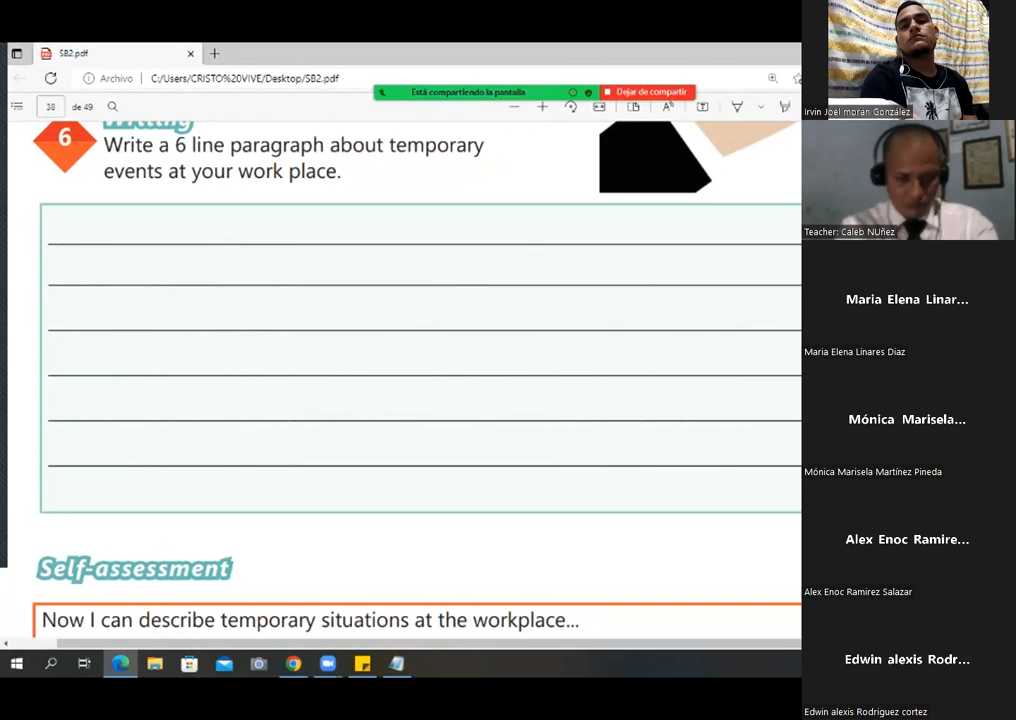 SB2.pdf
Archivo
C:/Users/CRISTO%20VIVE/Desktop/SB2.pdf
Está compartiendo la pantalla
Dejar de compartir
38
de 49
Writing
6
Write a 6 line paragraph about temporary
events at your work place.
Self-assessment
Now I can describe temporary situations at the workplace...
Irvin Joel moran González
Teacher: Caleb NUñez
Maria Elena Linar...
Maria Elena Linares Diaz
Mónica Marisela...
Mónica Marisela Martínez Pineda
Alex Enoc Ramire...
Alex Enoc Ramirez Salazar
Edwin alexis Rodr...
Edwin alexis Rodriguez cortez